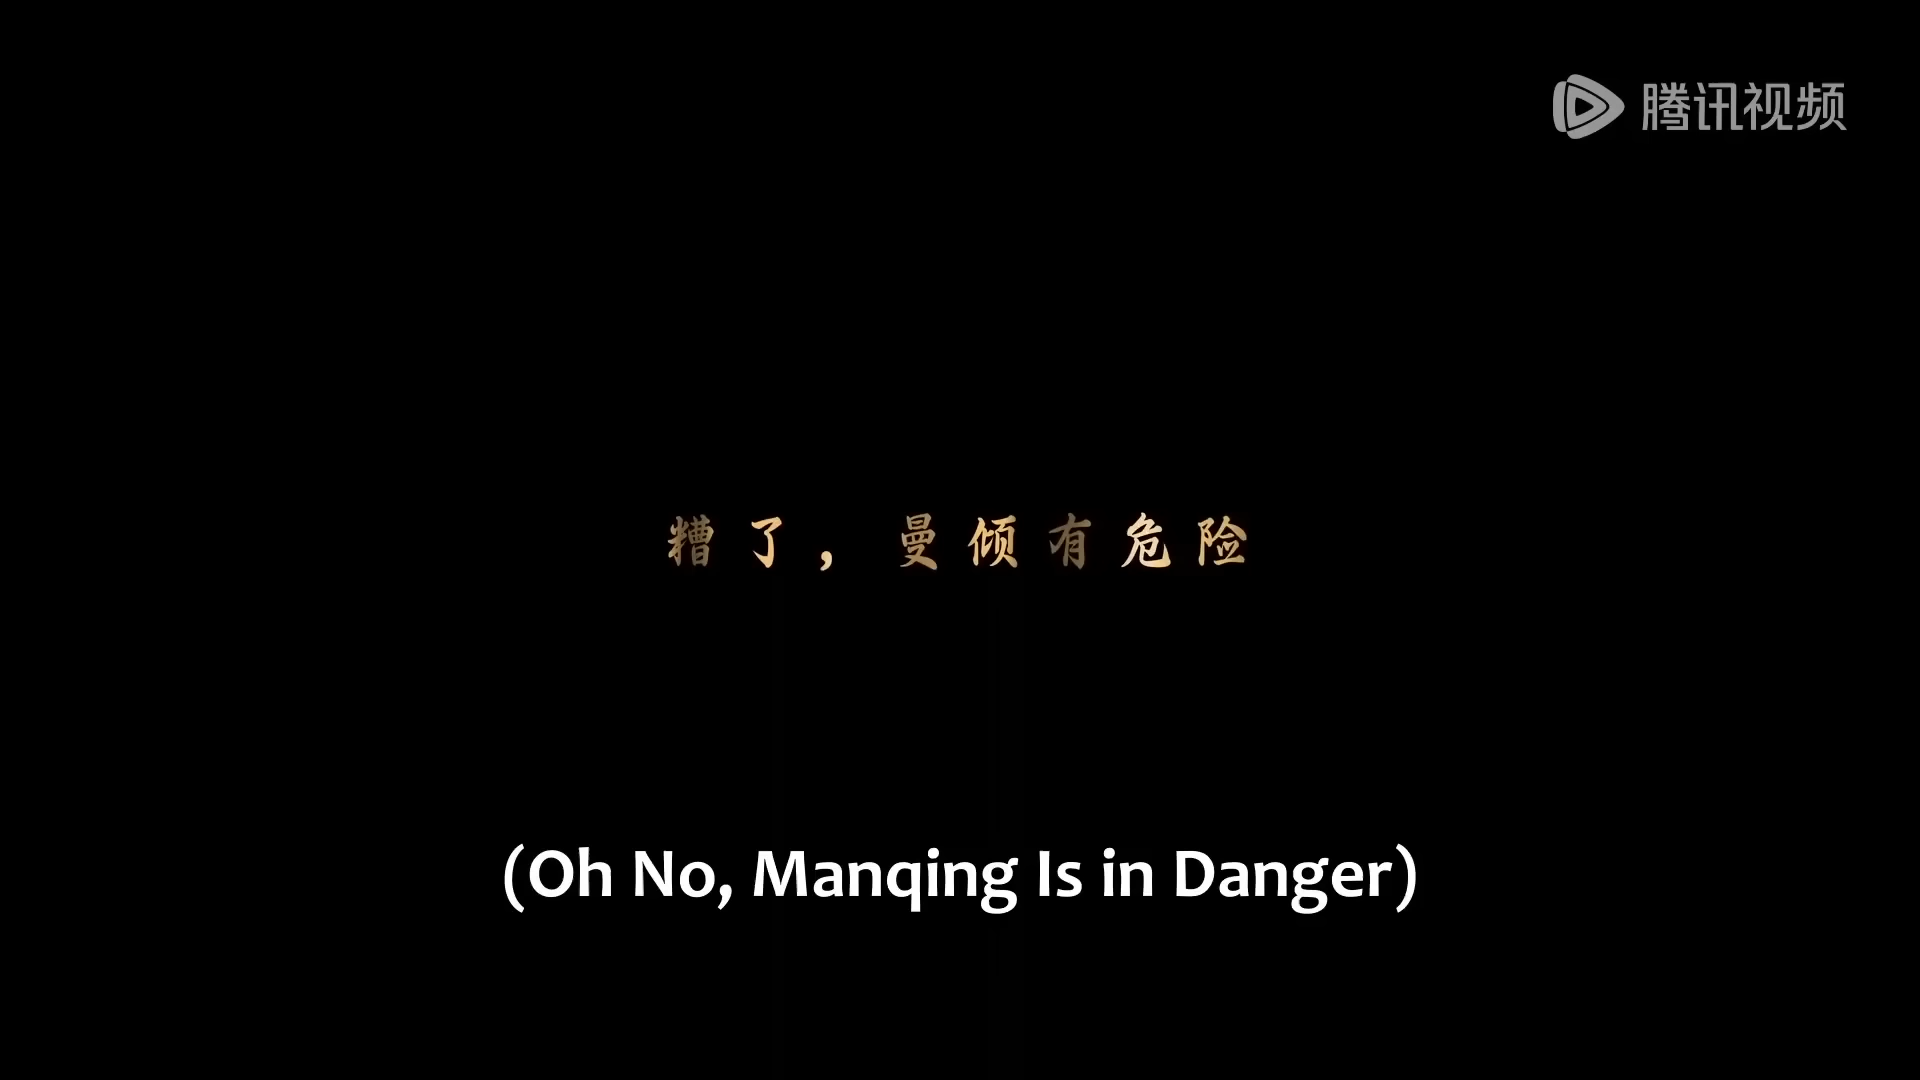 腾讯视频
糟了，曼倾有危险
(Oh No, Manqing Is in Danger)